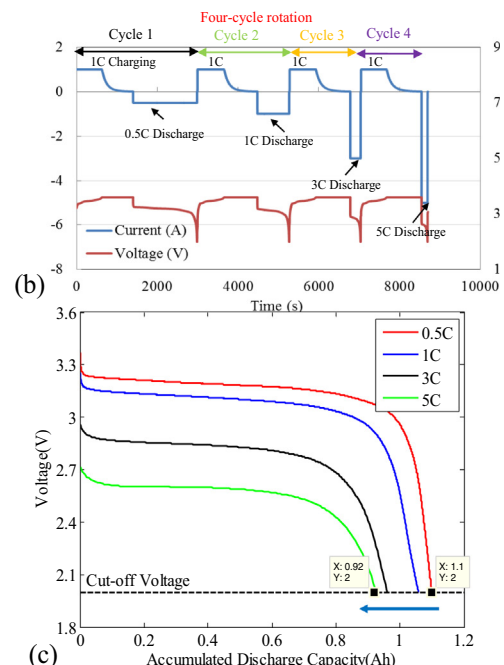 Four-cycle rotation
Cycle 1 Cycle 2 Cycle 3 Cycle 4
2 9
1C Charging 1C 1C 1C
0 7
0.5C Discharge
-2 1C Discharge
5
3C Discharge
-4
3
-6 5C Discharge
Current (A)
Voltage (V)
-8 1
0 2000 4000 6000 8000 10000
(b) Time (s)
3.6
0.5C
1C
3C
5C
3.3
3
Voltage(V)
2.7
2.4
X: 0.92 X: 1.1
Y: 2 Y: 2
2.1 Cut-off Voltage
1.8
0 0.2 0.4 0.6 0.8 1 1.2
(c) Accumulated Discharge Capacity(Ah)